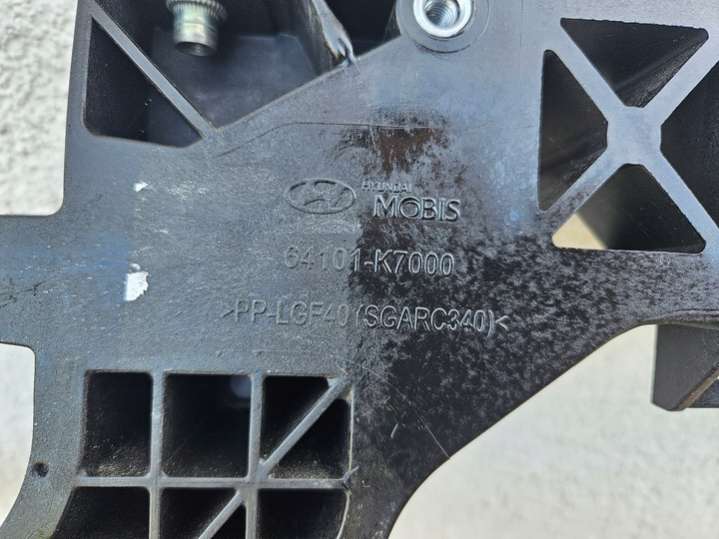 HYUNDAI
MOBIS
64101-K7000
>PP-LGF40 (SGARC340)<